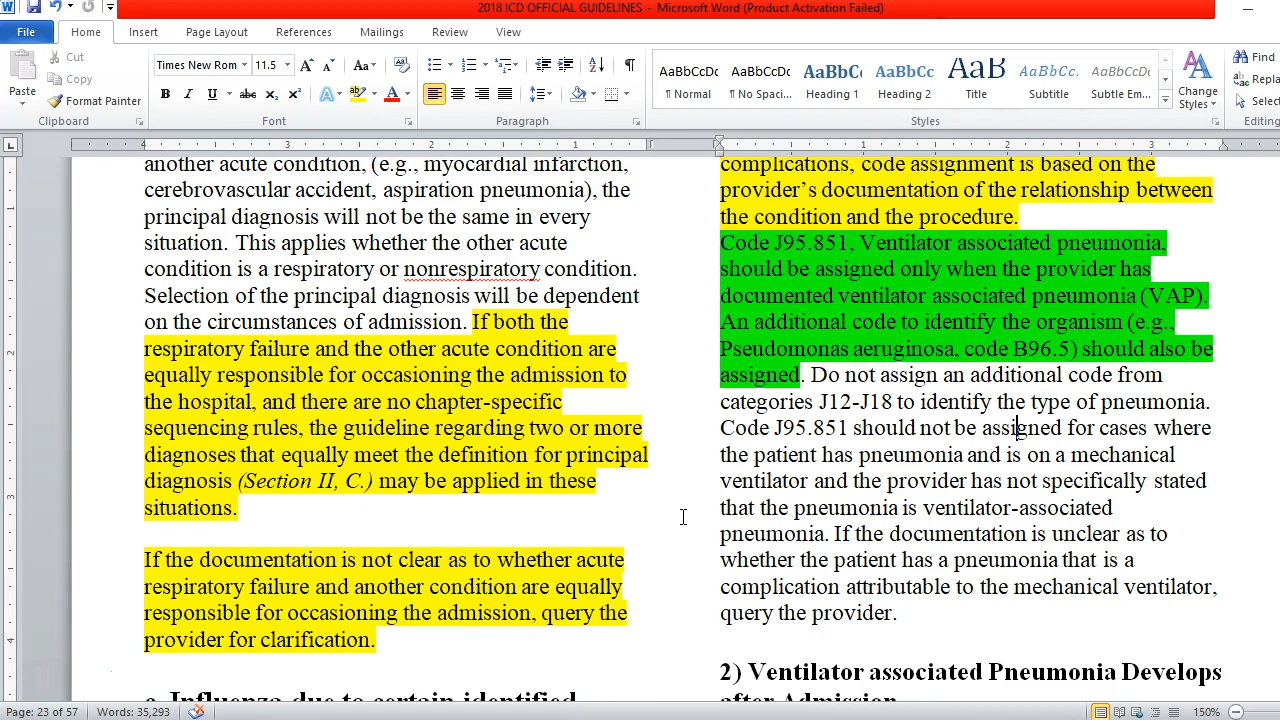 2018 ICD OFFICIAL GUIDELINES - Microsoft Word (Product Activation Failed)
File Home Insert Page Layout References Mailings Review View
Paste
Cut
Copy
Format Painter
Clipboard
Times New Rom 11.5
Font
Paragraph
AaBbCcDc AaBbCcDc AaBbCc AaBbCc AaB AaBbCcDc AaBbCcDc
¶ Normal ¶ No Spaci... Heading 1 Heading 2 Title Subtitle Subtle Em...
Change Styles
Styles
Find
Repla
Select
Editing
another acute condition, (e.g., myocardial infarction,
cerebrovascular accident, aspiration pneumonia), the
principal diagnosis will not be the same in every
situation. This applies whether the other acute
condition is a respiratory or nonrespiratory condition.
Selection of the principal diagnosis will be dependent
on the circumstances of admission. If both the
respiratory failure and the other acute condition are
equally responsible for occasioning the admission to
the hospital, and there are no chapter-specific
sequencing rules, the guideline regarding two or more
diagnoses that equally meet the definition for principal
diagnosis (Section II, C.) may be applied in these
situations.
If the documentation is not clear as to whether acute
respiratory failure and another condition are equally
responsible for occasioning the admission, query the
provider for clarification.
Influenza due to certain identified
complications, code assignment is based on the
provider's documentation of the relationship between
the condition and the procedure.
Code J95.851, Ventilator associated pneumonia,
should be assigned only when the provider has
documented ventilator associated pneumonia (VAP).
An additional code to identify the organism (e.g.,
Pseudomonas aeruginosa, code B96.5) should also be
assigned. Do not assign an additional code from
categories J12-J18 to identify the type of pneumonia.
Code J95.851 should not be assigned for cases where
the patient has pneumonia and is on a mechanical
ventilator and the provider has not specifically stated
that the pneumonia is ventilator-associated
pneumonia. If the documentation is unclear as to
whether the patient has a pneumonia that is a
complication attributable to the mechanical ventilator,
query the provider.
2) Ventilator associated Pneumonia Develops
after Admission
Page: 23 of 57 Words: 35,293 150%